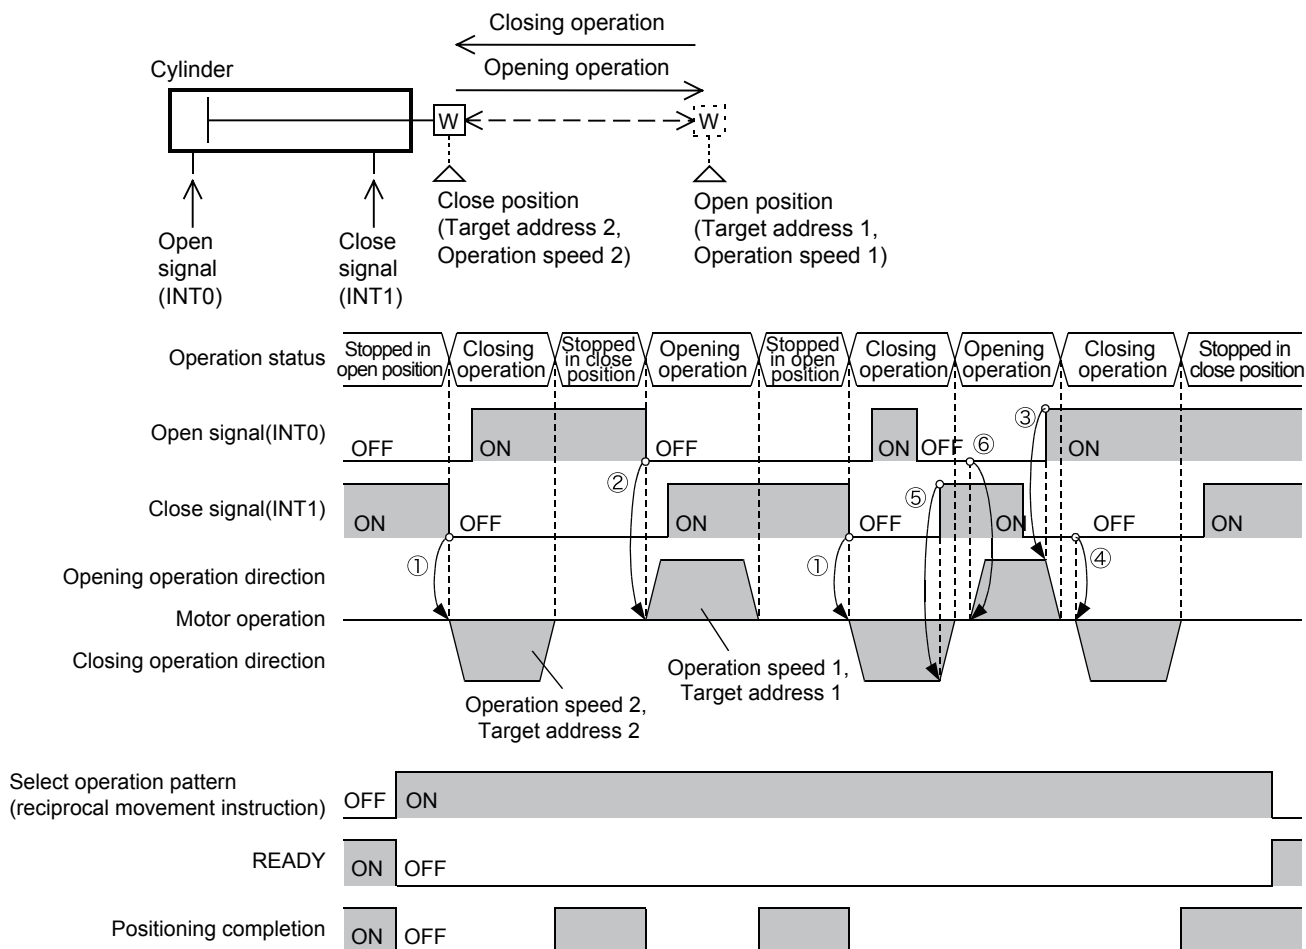 Closing operation
Opening operation
Cylinder
W
W
Close position
(Target address 2,
Operation speed 2)
Open position
(Target address 1,
Operation speed 1)
Open
signal
(INT0)
Close
signal
(INT1)
Operation status
Stopped in
open position
Closing
operation
Stopped
in close
position
Opening
operation
Stopped
in open
position
Closing
operation
Opening
operation
Closing
operation
Stopped in
close position
Open signal(INT0)
OFF
ON
OFF
ON
OFF
⑥
③
ON
②
⑤
Close signal(INT1)
ON
OFF
ON
OFF
ON
OFF
ON
①
①
④
Opening operation direction
Motor operation
Closing operation direction
Operation speed 2,
Target address 2
Operation speed 1,
Target address 1
Select operation pattern
(reciprocal movement instruction)
OFF
ON
READY
ON
OFF
Positioning completion
ON
OFF